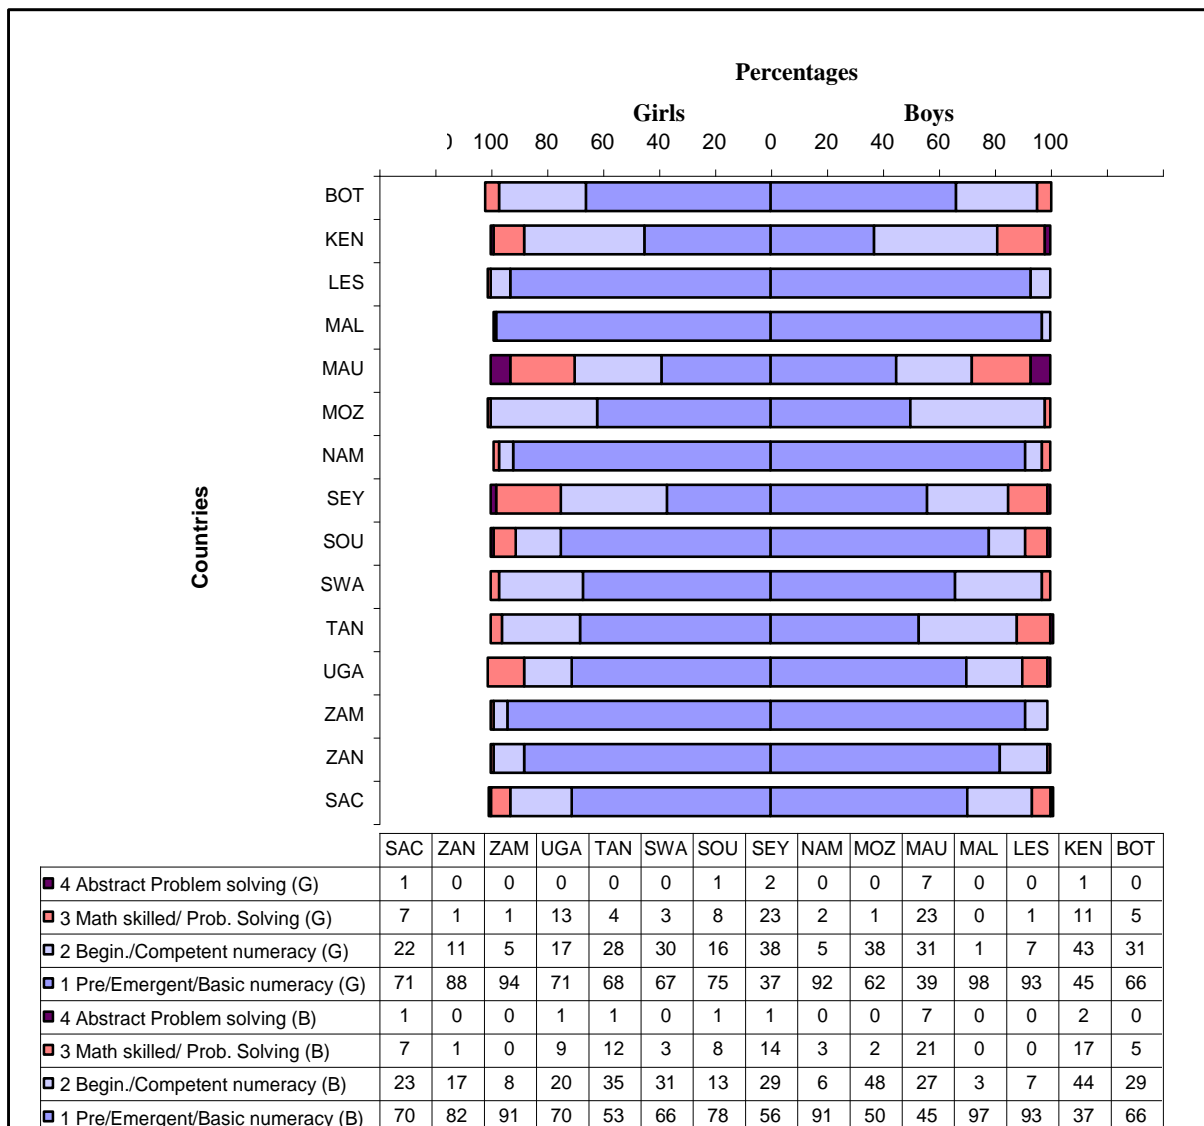 Percentages
Girls Boys
0 100 80 60 40 20 0 20 40 60 80 100
BOT
KEN
LES
MAL
MAU
MOZ
NAM
SEY
SOU
SWA
TAN
UGA
ZAM
ZAN
SAC
Countries
SAC ZAN ZAM UGA TAN SWA SOU SEY NAM MOZ MAU MAL LES KEN BOT
4 Abstract Problem solving (G) 1 0 0 0 0 0 1 2 0 0 7 0 0 1 0
3 Math skilled/ Prob. Solving (G) 7 1 1 13 4 3 8 23 2 1 23 0 1 11 5
2 Begin./Competent numeracy (G) 22 11 5 17 28 30 16 38 5 38 31 1 7 43 31
1 Pre/Emergent/Basic numeracy (G) 71 88 94 71 68 67 75 37 92 62 39 98 93 45 66
4 Abstract Problem solving (B) 1 0 0 1 1 0 1 1 0 0 7 0 0 2 0
3 Math skilled/ Prob. Solving (B) 7 1 0 9 12 3 8 14 3 2 21 0 0 17 5
2 Begin./Competent numeracy (B) 23 17 8 20 35 31 13 29 6 48 27 3 7 44 29
1 Pre/Emergent/Basic numeracy (B) 70 82 91 70 53 66 78 56 91 50 45 97 93 37 66